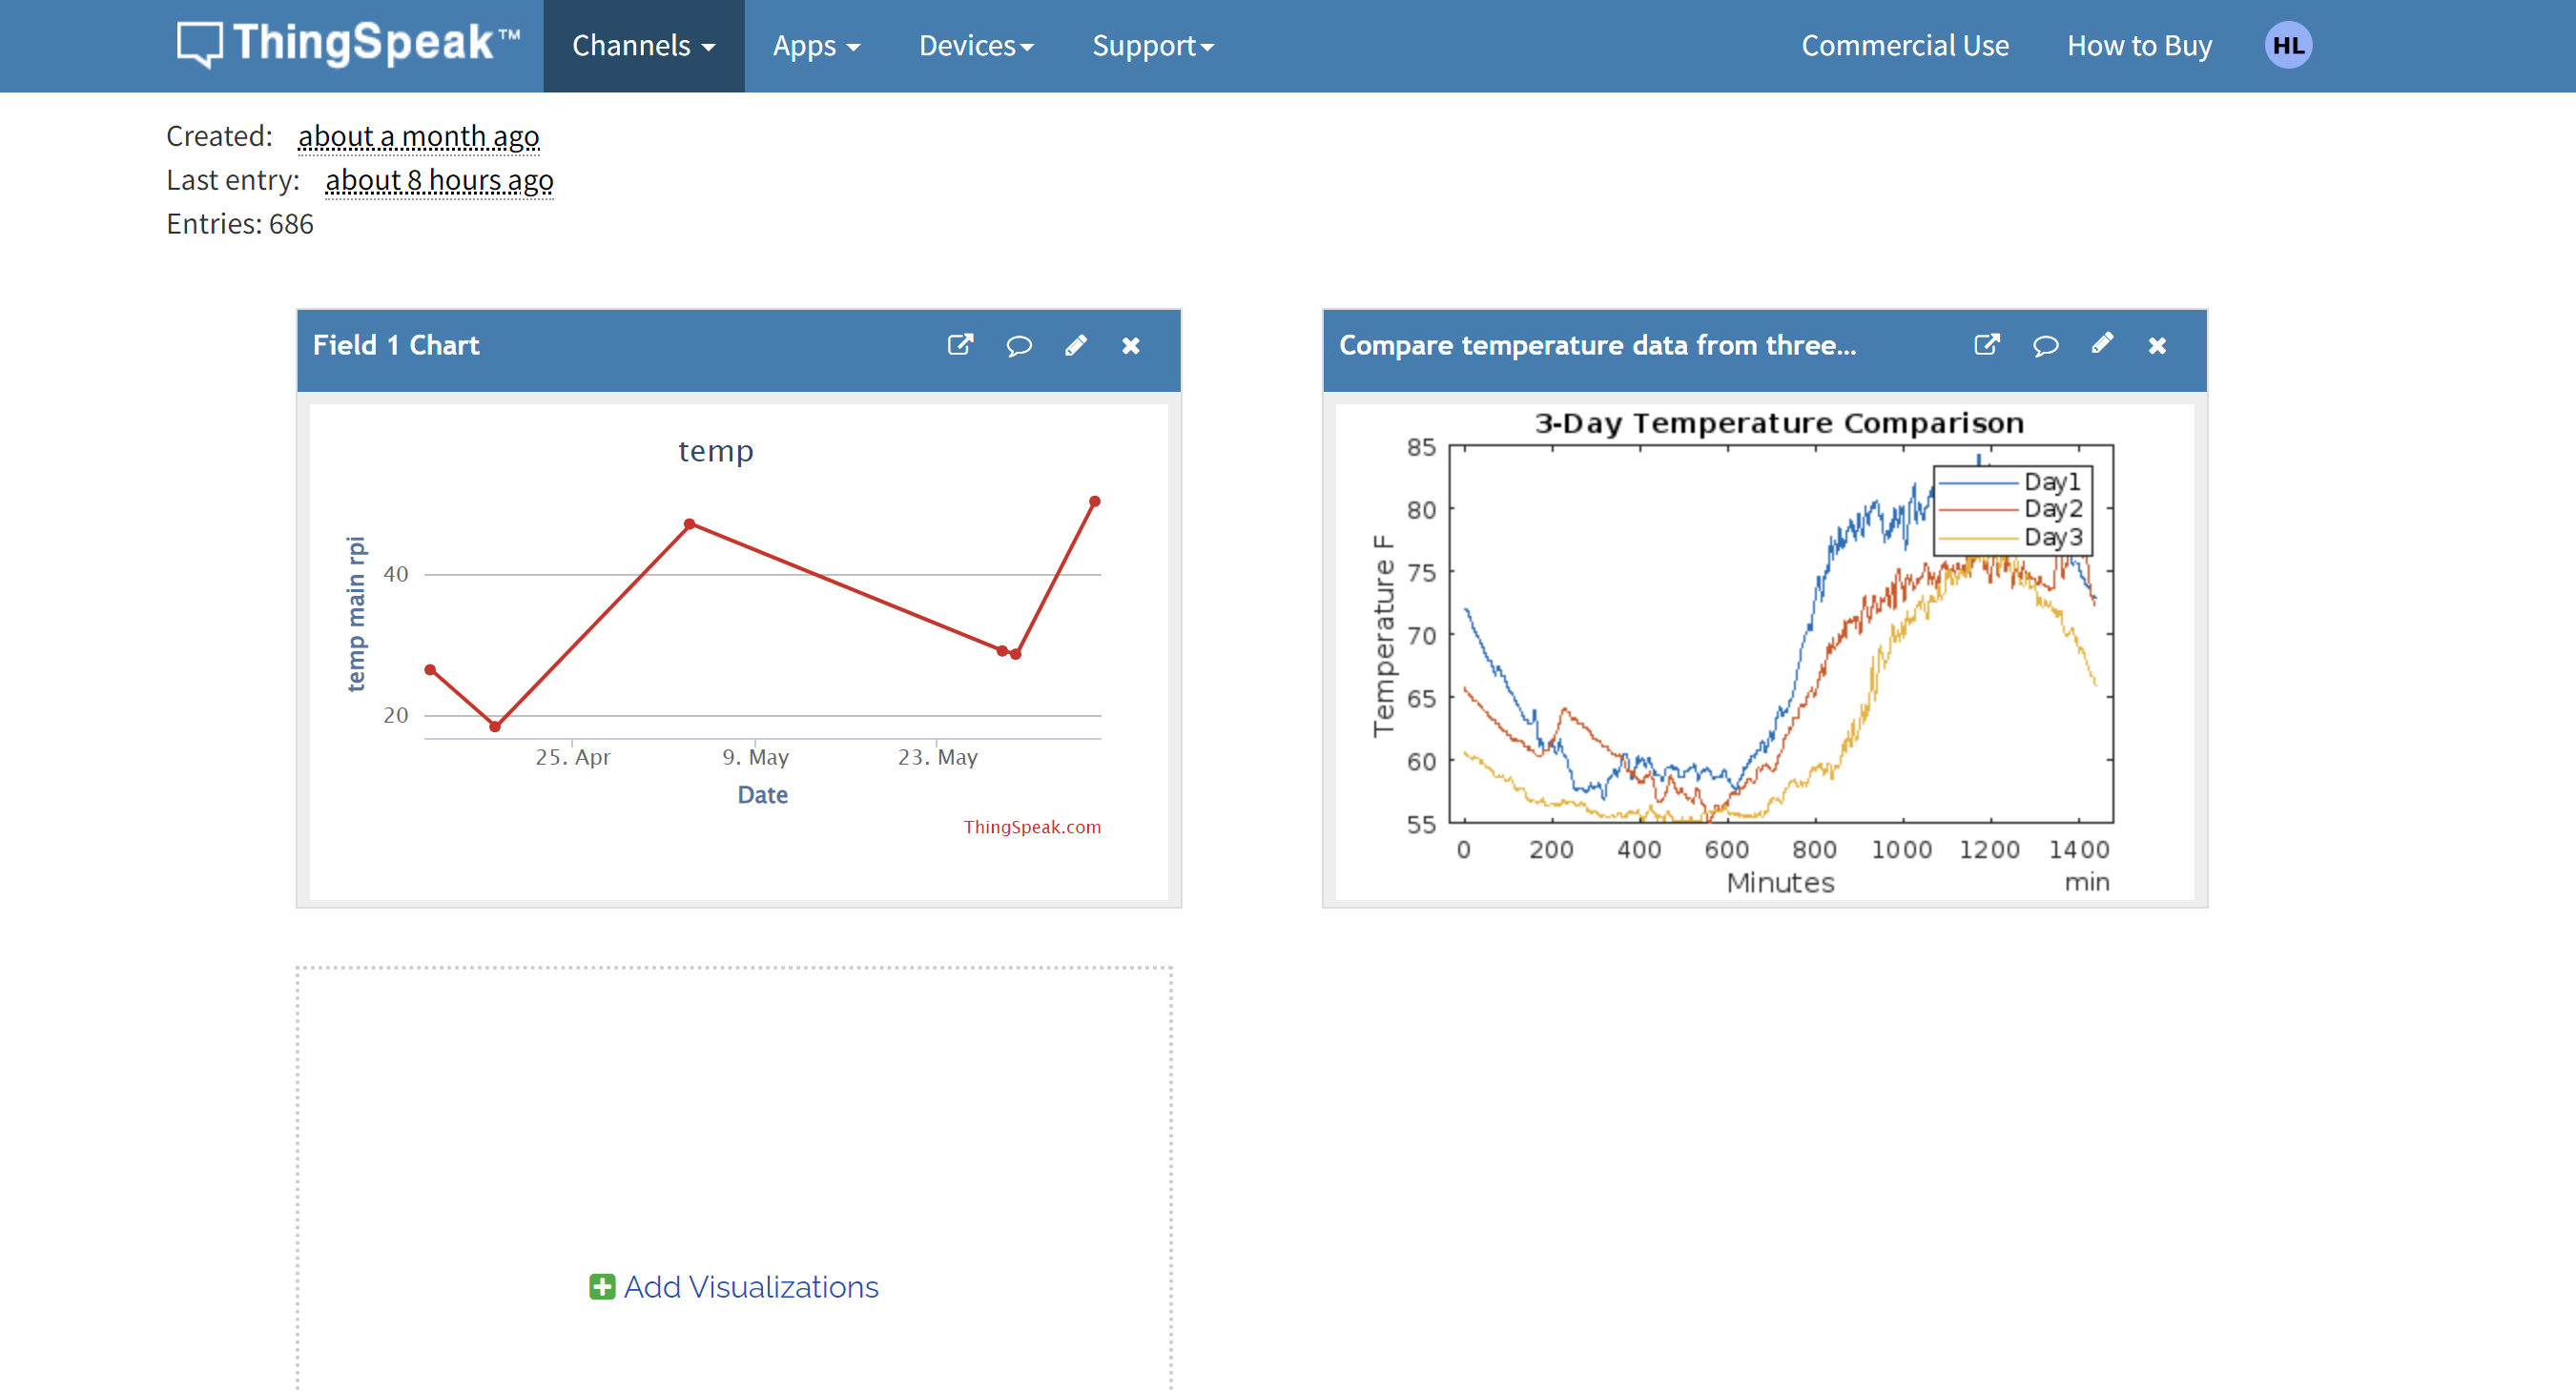 ThingSpeak™ Channels Apps Devices Support Commercial Use How to Buy HL
Created: about a month ago
Last entry: about 8 hours ago
Entries: 686
Field 1 Chart
temp
temp main rpi
40
20
25. Apr 9. May 23. May
Date
ThingSpeak.com
Compare temperature data from three...
3-Day Temperature Comparison
Temperature F
85
80
75
70
65
60
55
Day1
Day2
Day3
0 200 400 600 800 1000 1200 1400
Minutes min
Add Visualizations